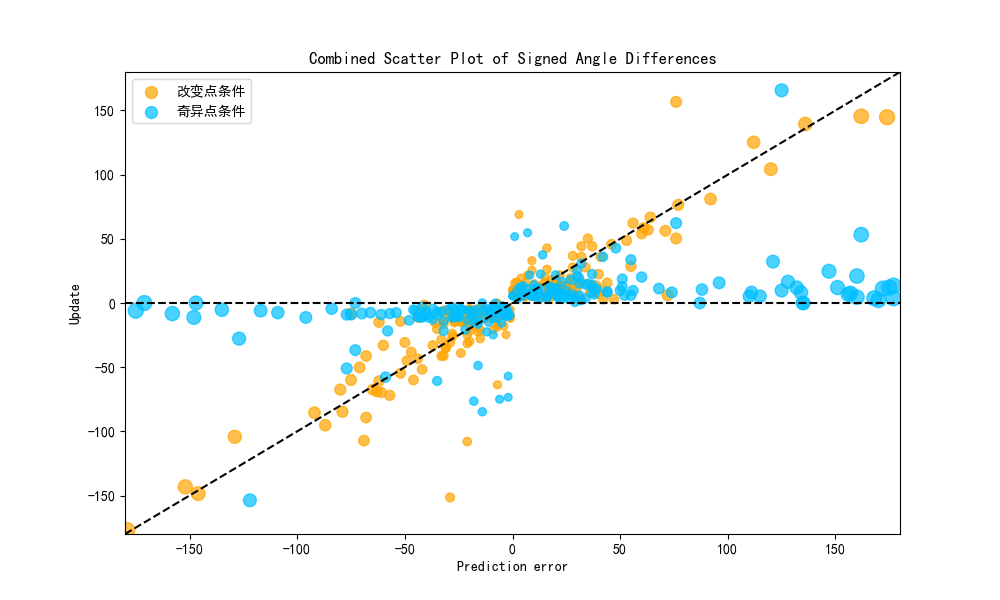 Combined Scatter Plot of Signed Angle Differences
改变点条件
奇异点条件
150
100
50
0
−50
−100
−150
Update
−150
−100
−50
0
50
100
150
Prediction error